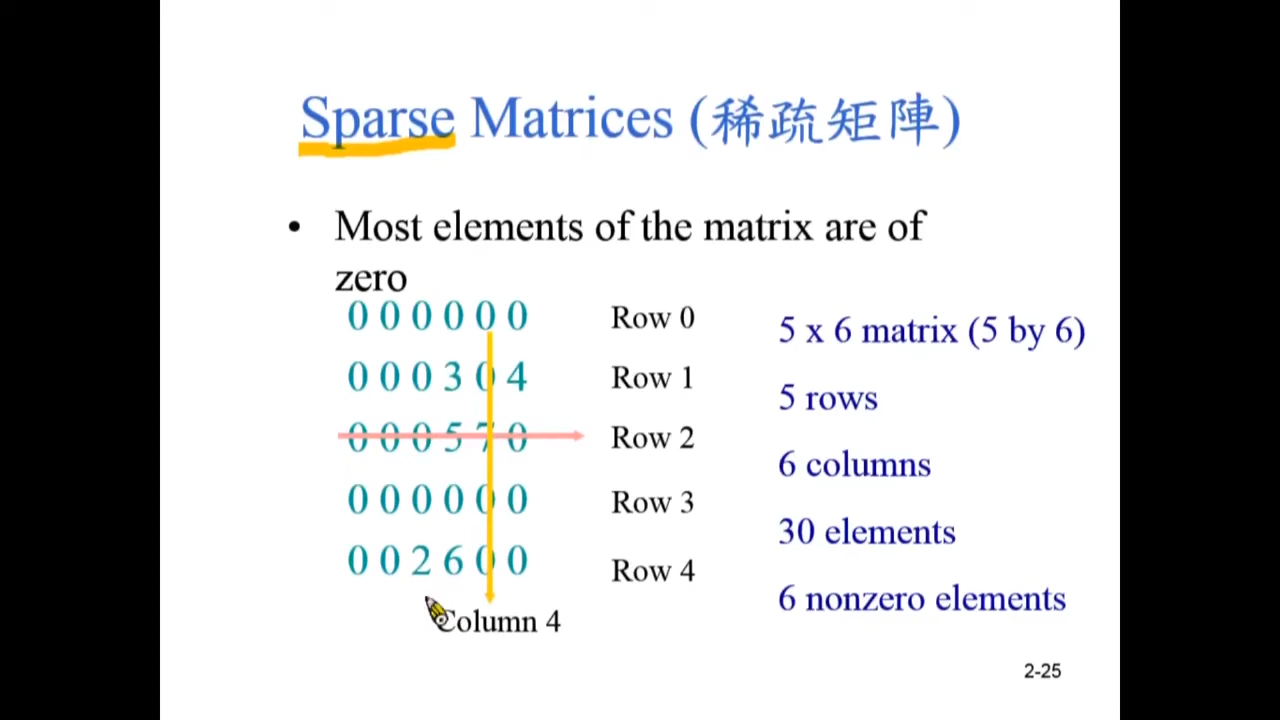 Sparse Matrices (稀疏矩陣)
• Most elements of the matrix are of
zero
0 0 0 0 0 0 Row 0
0 0 0 3 0 4 Row 1
0 0 0 5 7 0 Row 2
0 0 0 0 0 0 Row 3
0 0 2 6 0 0 Row 4
Column 4
5 x 6 matrix (5 by 6)
5 rows
6 columns
30 elements
6 nonzero elements
2-25